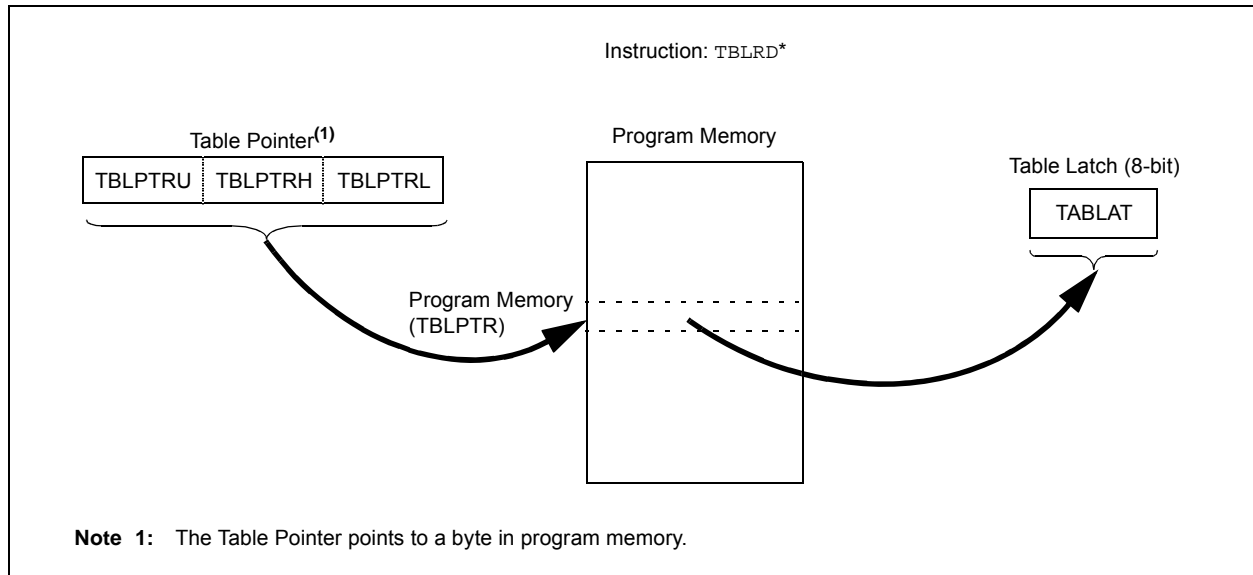 Instruction: TBLRD*
Table Pointer(1)
TBLPTRU TBLPTRH TBLPTRL
Program Memory
Table Latch (8-bit)
TABLAT
Program Memory
(TBLPTR)
Note 1: The Table Pointer points to a byte in program memory.